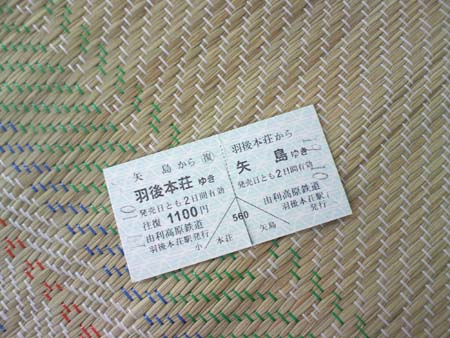 矢島から 復
羽後本荘ゆき
発売日とも2日間有効
往復1100円
由利高原鉄道
羽後本荘駅発行
小
羽後本荘から
矢島ゆき
発売日とも2日間有効
由利高原鉄道
羽後本荘駅
発行
560
本荘
矢島